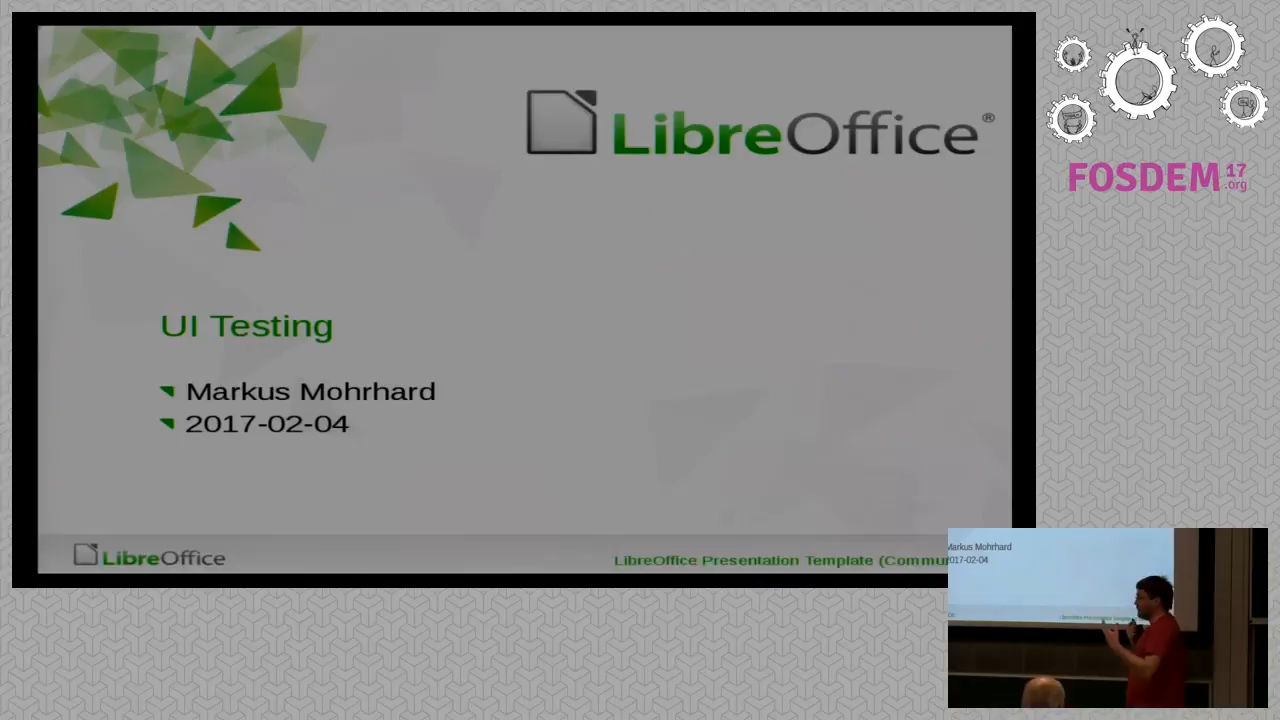 LibreOffice®
UI Testing
Markus Mohrhard
2017-02-04
LibreOffice
LibreOffice Presentation Template (Commu
FOSDEM 17
.org
Markus Mohrhard
2017-02-04